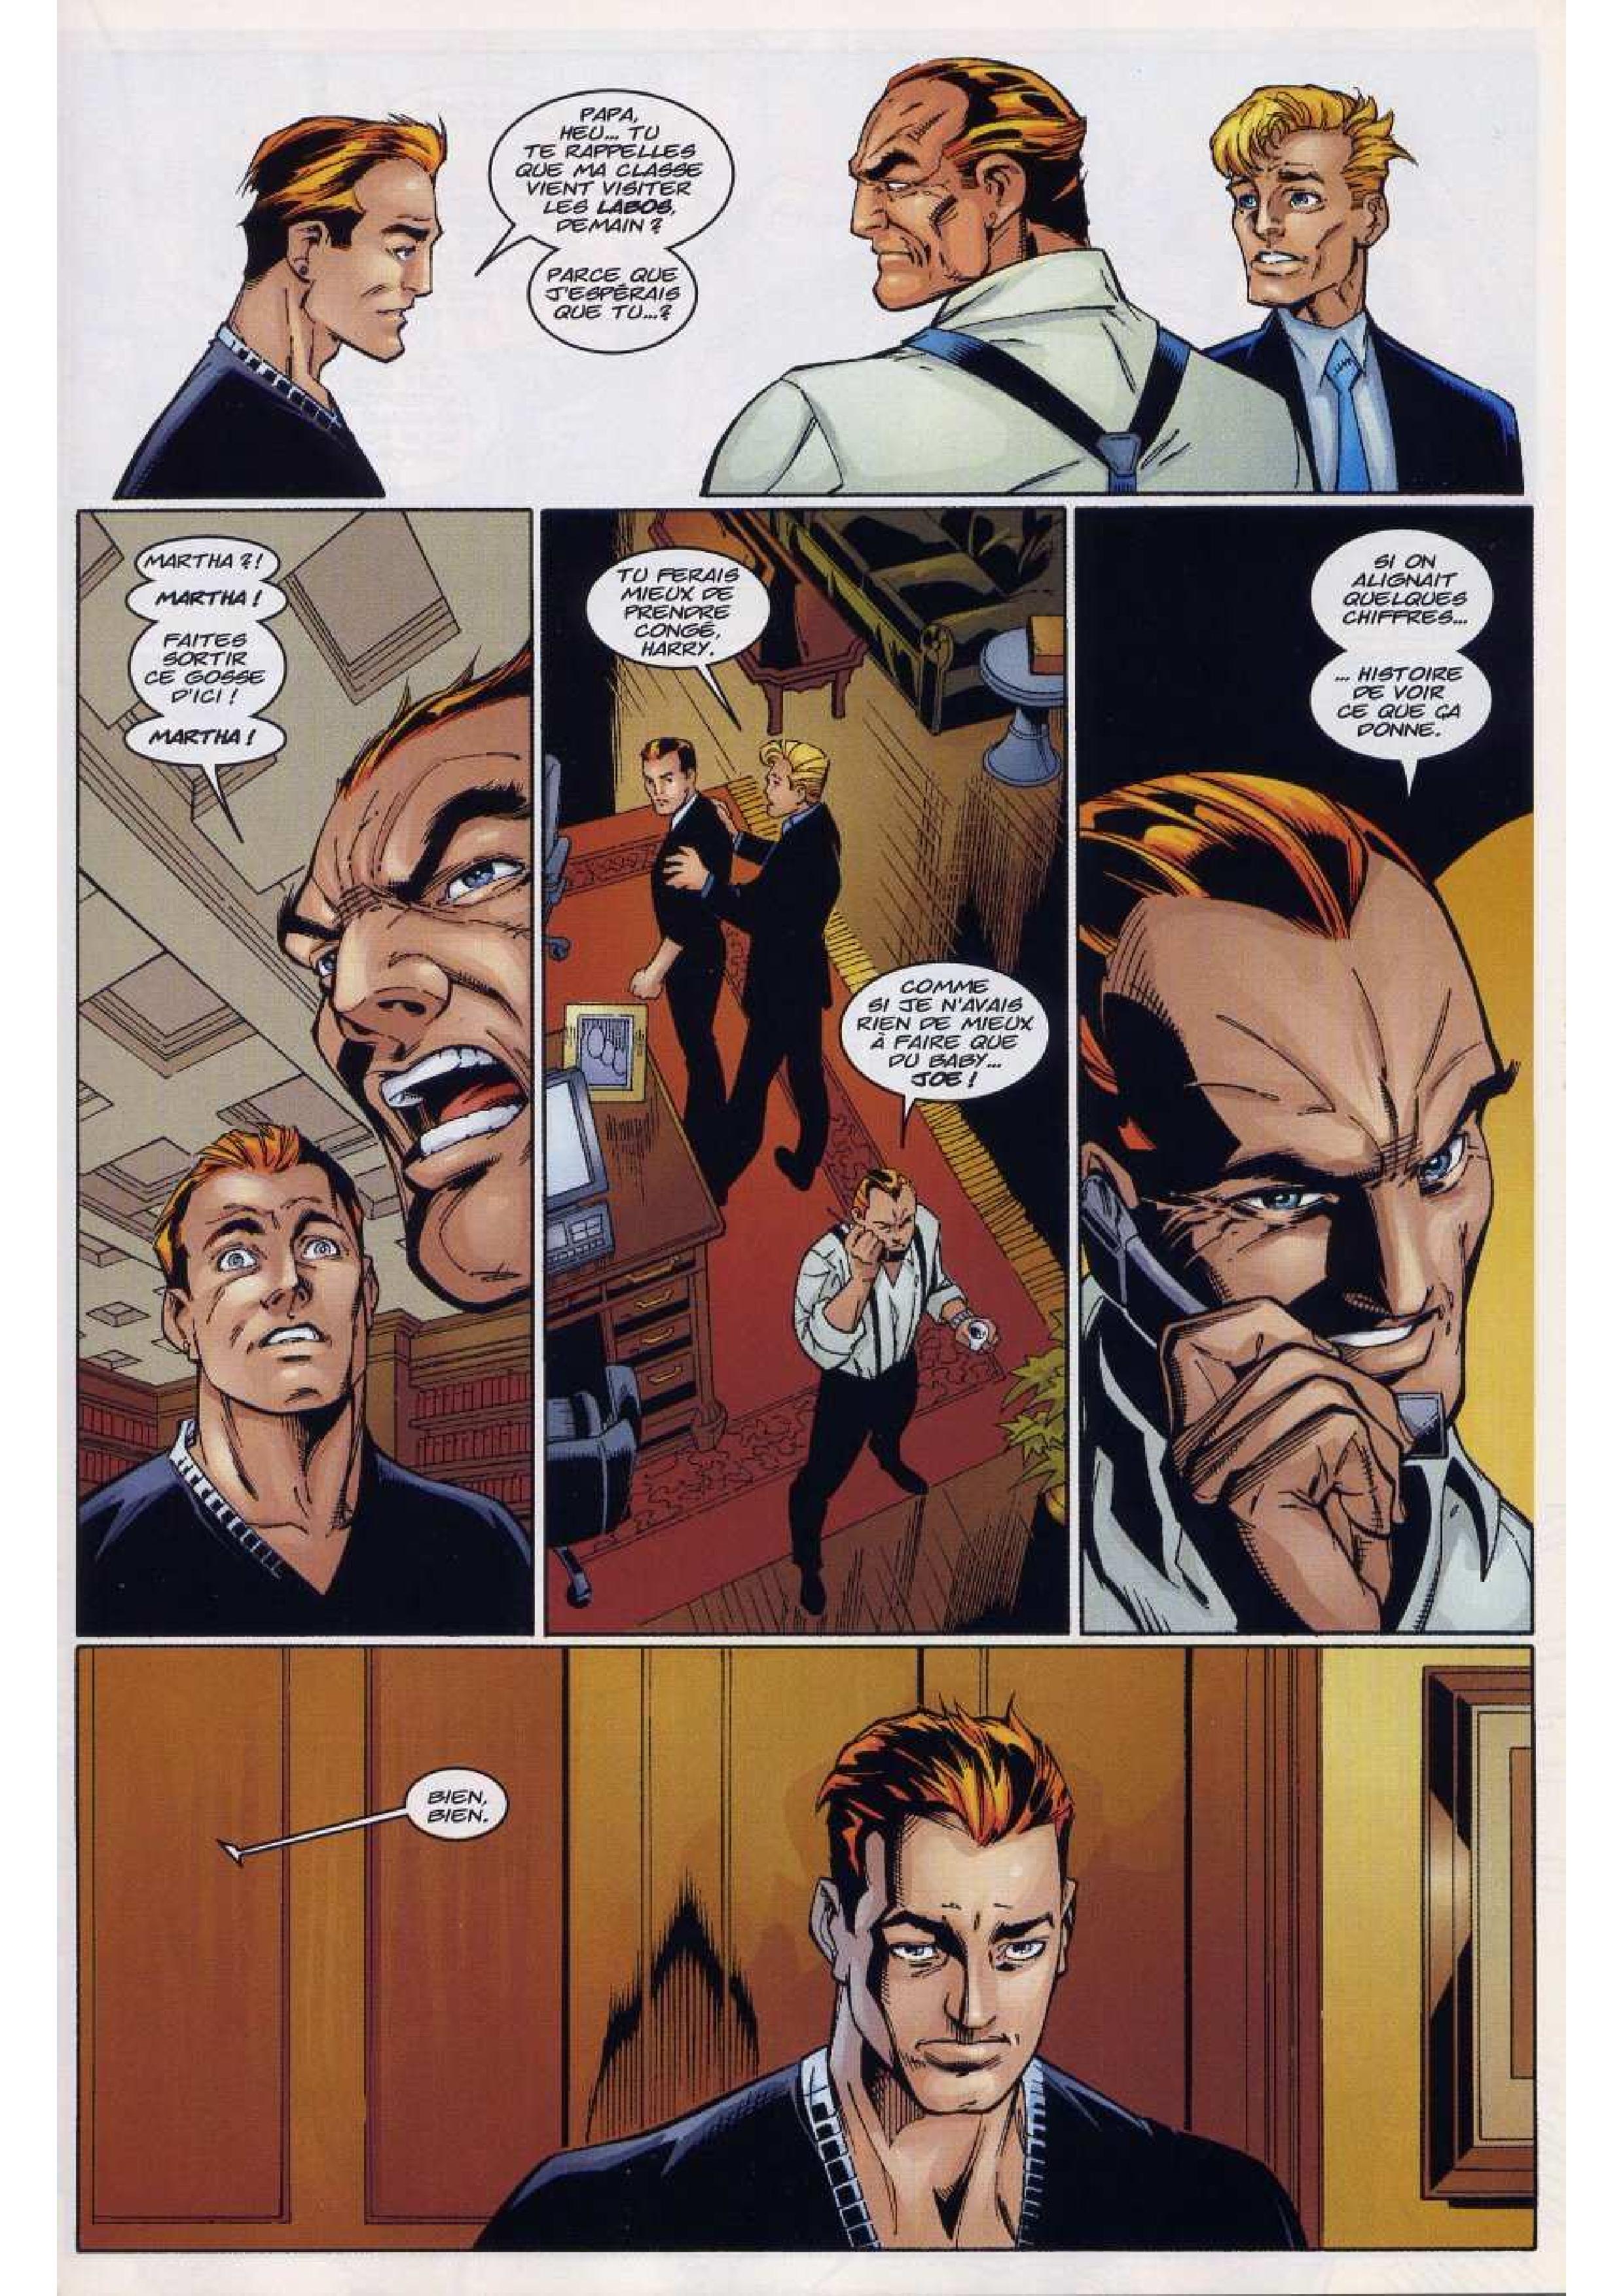 PAPA,
HEU... TU
TE RAPPELLES
QUE MA CLASSE
VIENT VISITER
LES LABOS,
DEMAIN ?
PARCE QUE
J'ESPÉRAIS
QUE TU...?
MARTHA ?!
MARTHA !
FAITES
SORTIR
CE GOSSE
D'ICI !
MARTHA !
TU FERAIS
MIEUX DE
PRENDRE
CONGÉ,
HARRY.
COMME
SI JE N'AVAIS
RIEN DE MIEUX
À FAIRE QUE
DU BABY...
JOE !
SI ON
ALIGNAIT
QUELQUES
CHIFFRES...
... HISTOIRE
DE VOIR
CE QUE ÇA
DONNE.
BIEN,
BIEN.